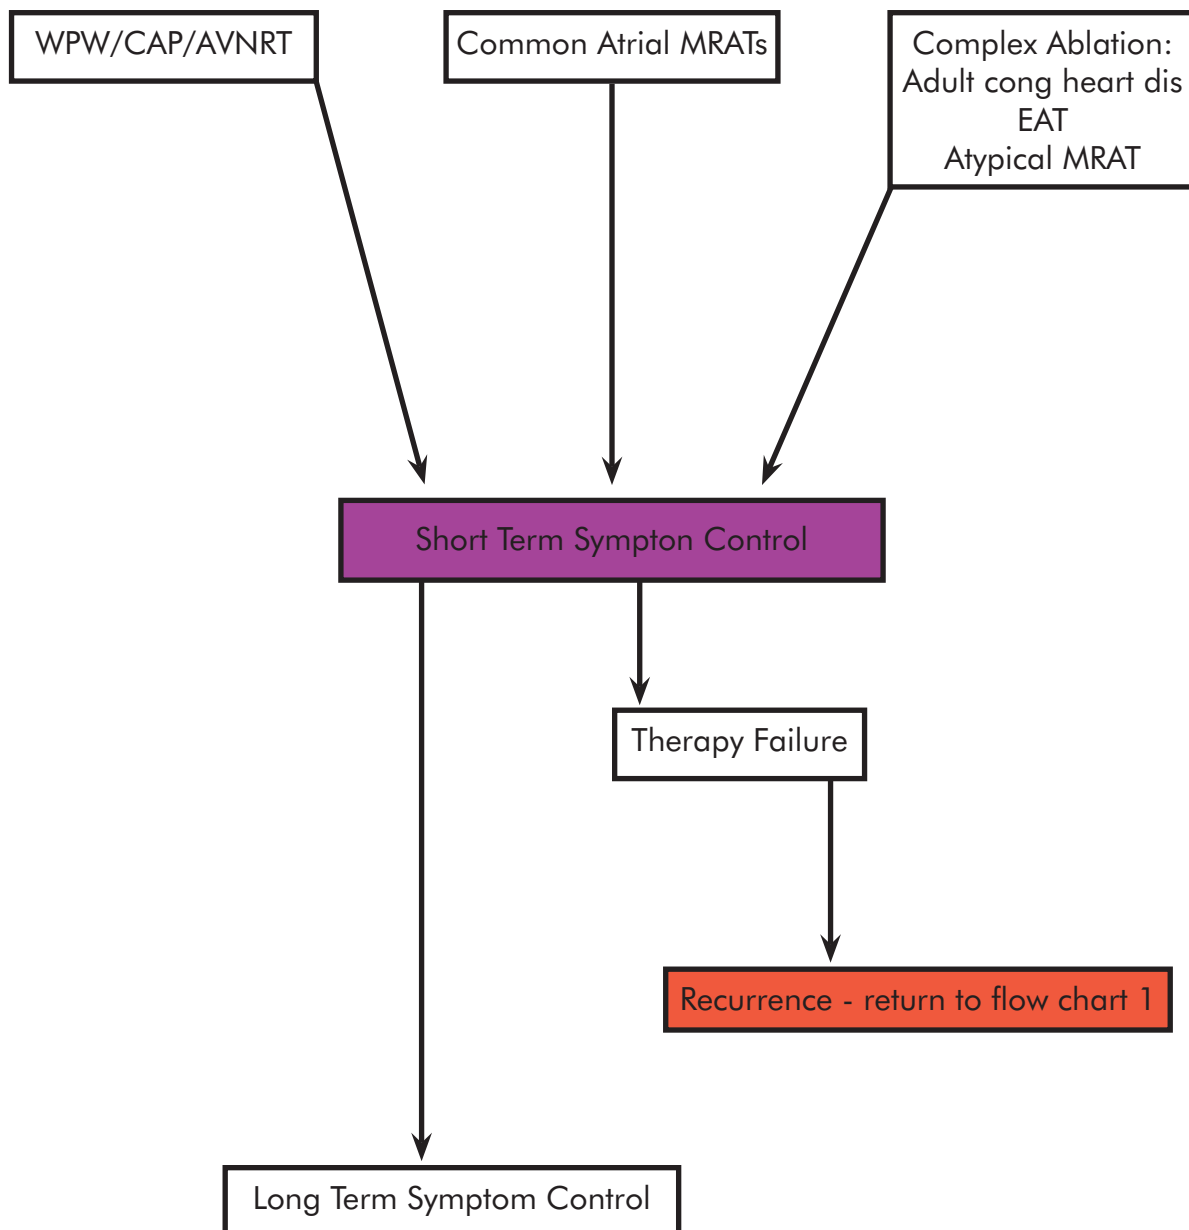 WPW/CAP/AVNRT
Common Atrial MRATs
Complex Ablation:
Adult cong heart dis
EAT
Atypical MRAT
Short Term Sympton Control
Therapy Failure
Recurrence - return to flow chart 1
Long Term Symptom Control